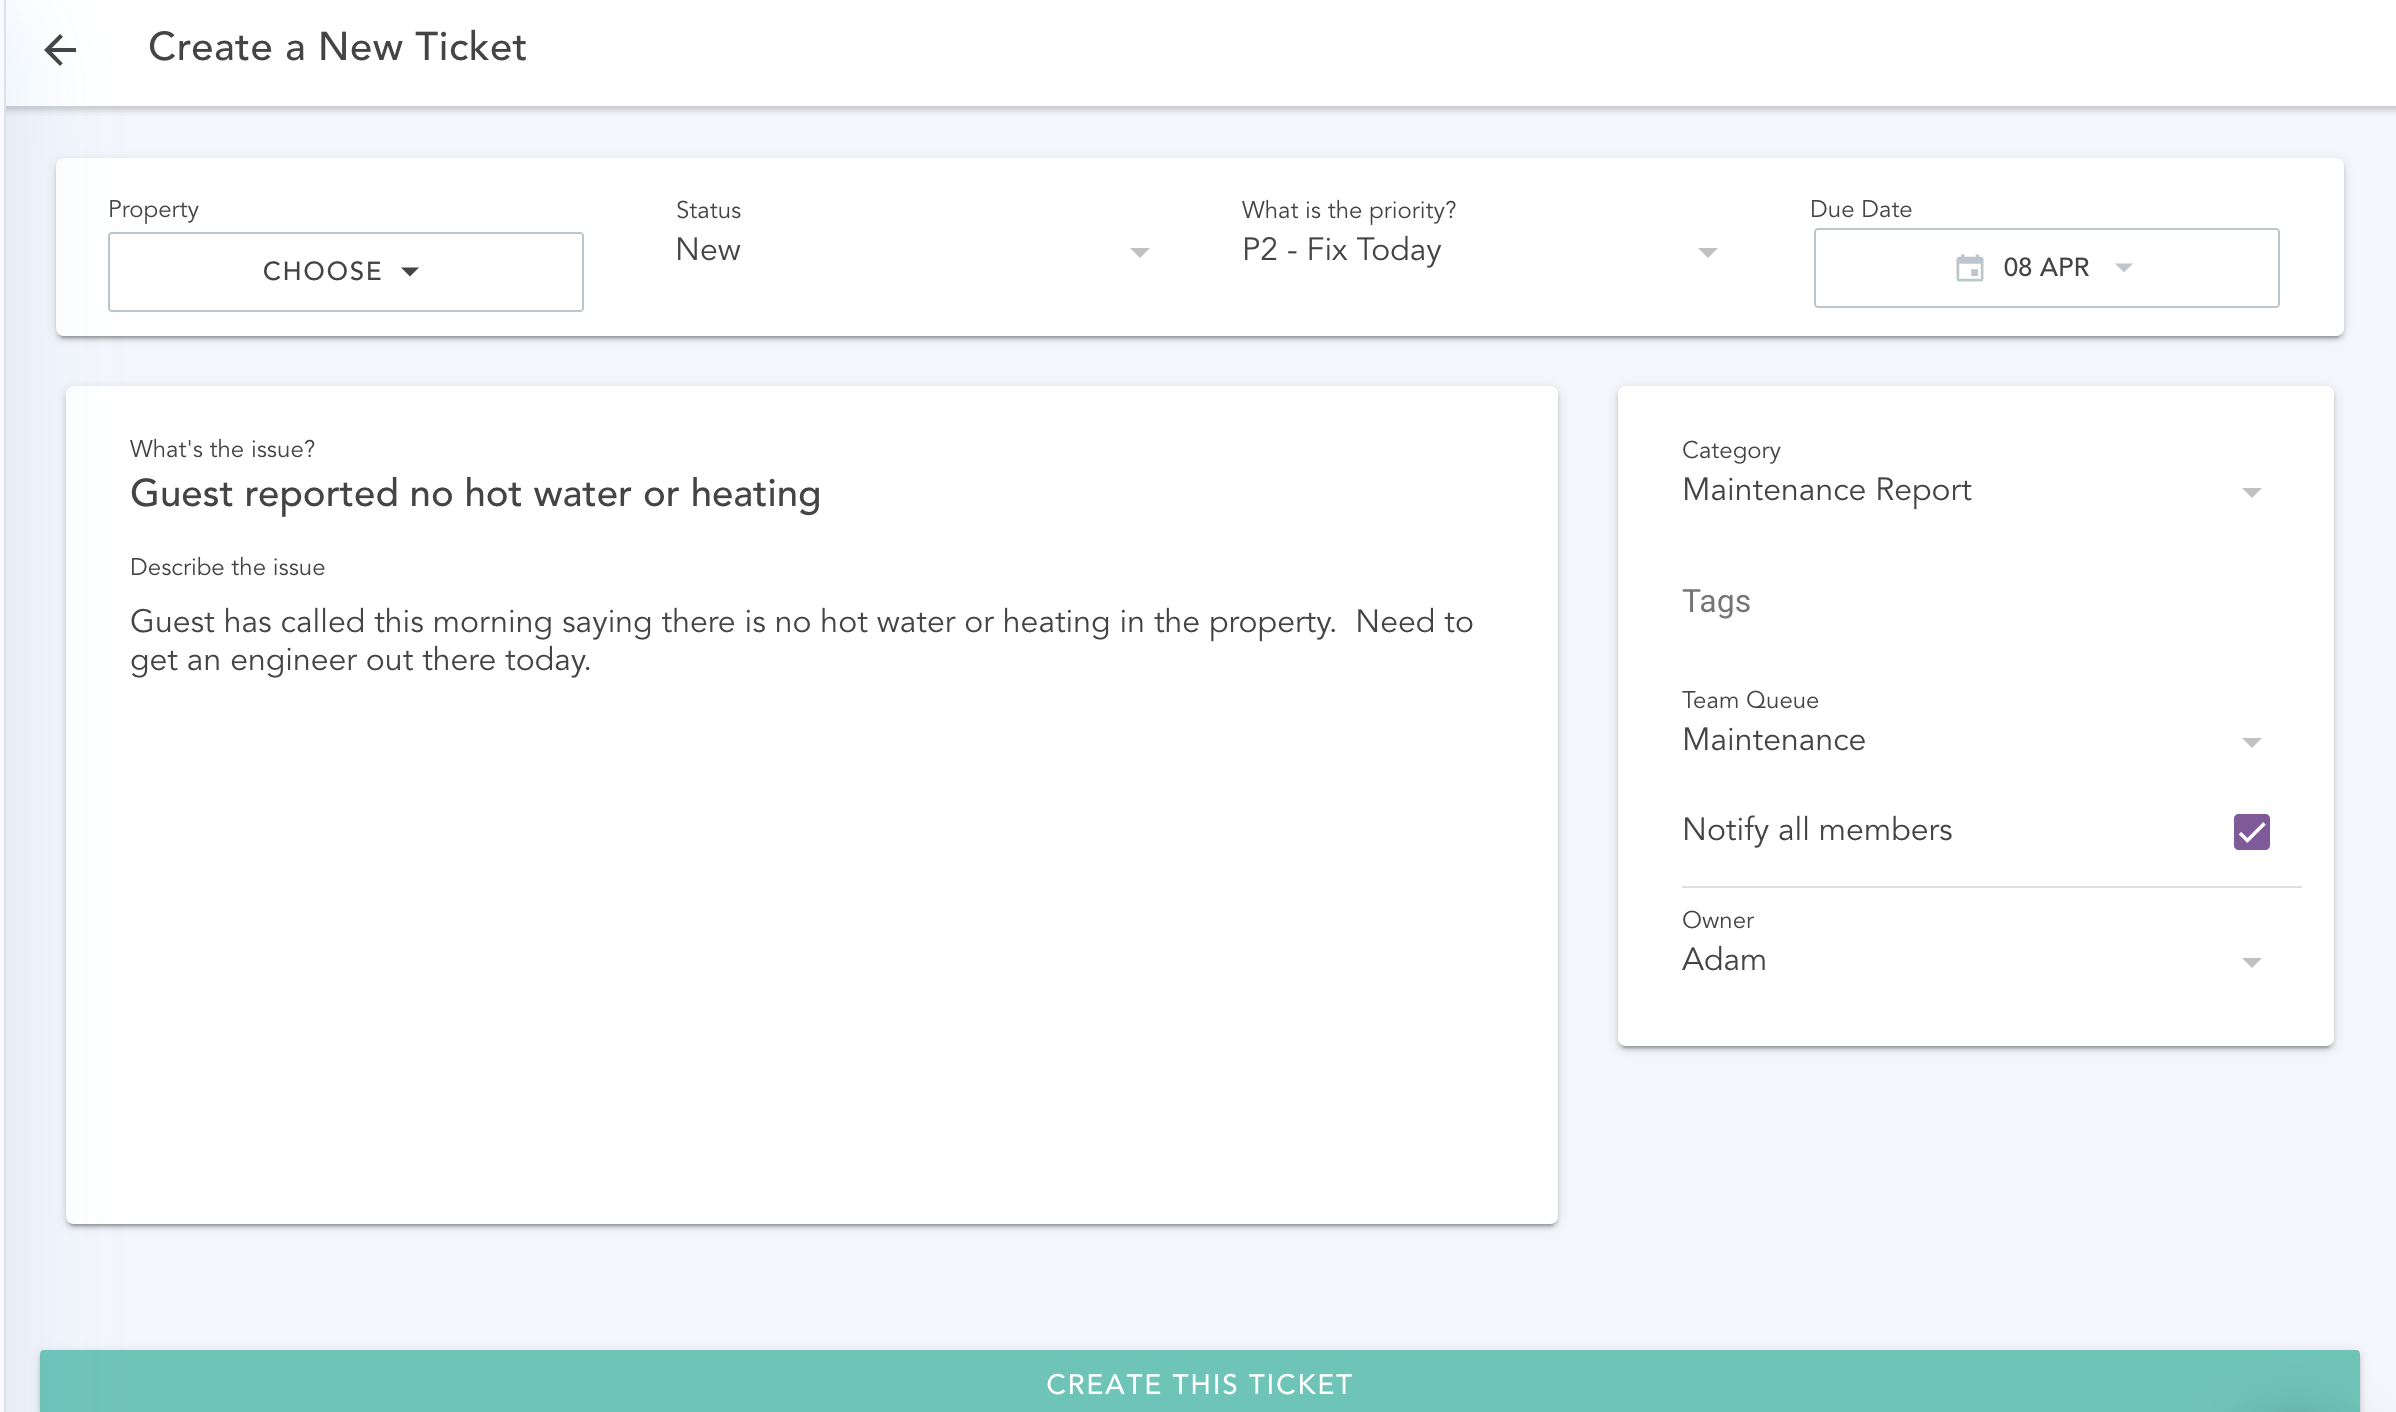 Create a New Ticket
Property
CHOOSE
Status
New
What is the priority?
P2 - Fix Today
Due Date
08 APR
What's the issue?
Guest reported no hot water or heating
Describe the issue
Guest has called this morning saying there is no hot water or heating in the property.  Need to
get an engineer out there today.
Category
Maintenance Report
Tags
Team Queue
Maintenance
Notify all members
Owner
Adam
CREATE THIS TICKET